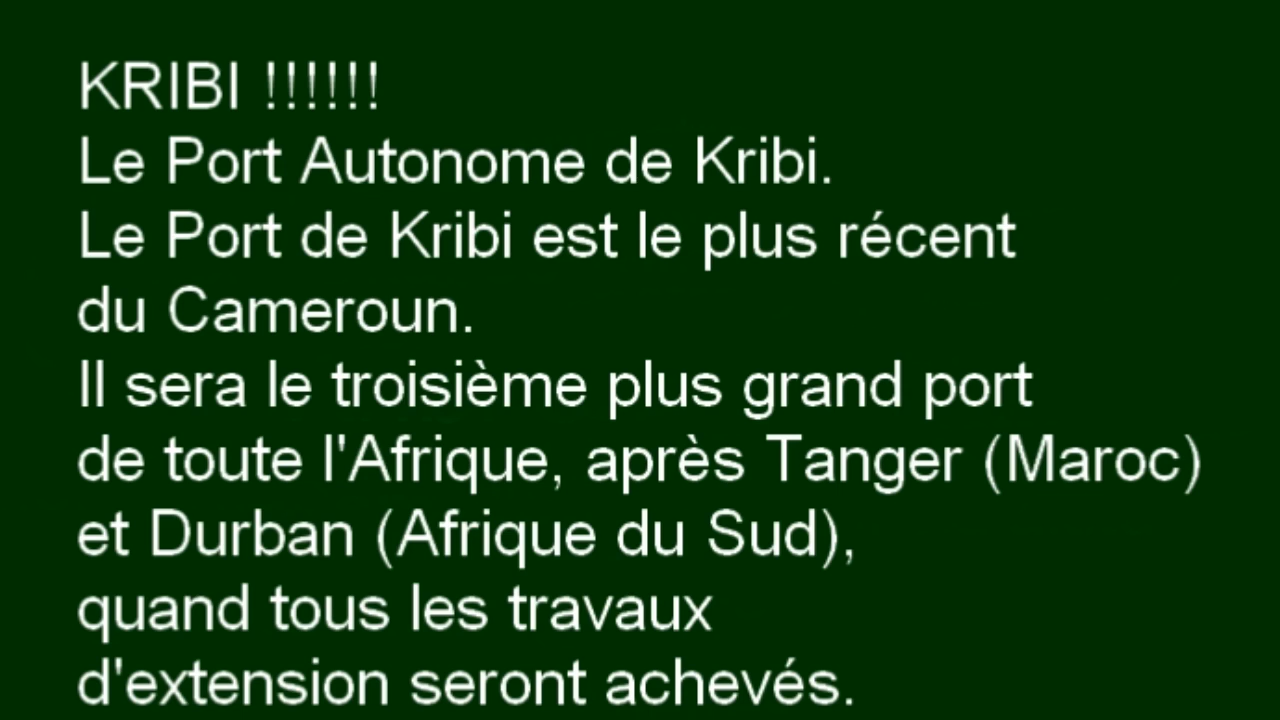 KRIBI !!!!!!
Le Port Autonome de Kribi.
Le Port de Kribi est le plus récent
du Cameroun.
Il sera le troisième plus grand port
de toute l'Afrique, après Tanger (Maroc)
et Durban (Afrique du Sud),
quand tous les travaux
d'extension seront achevés.